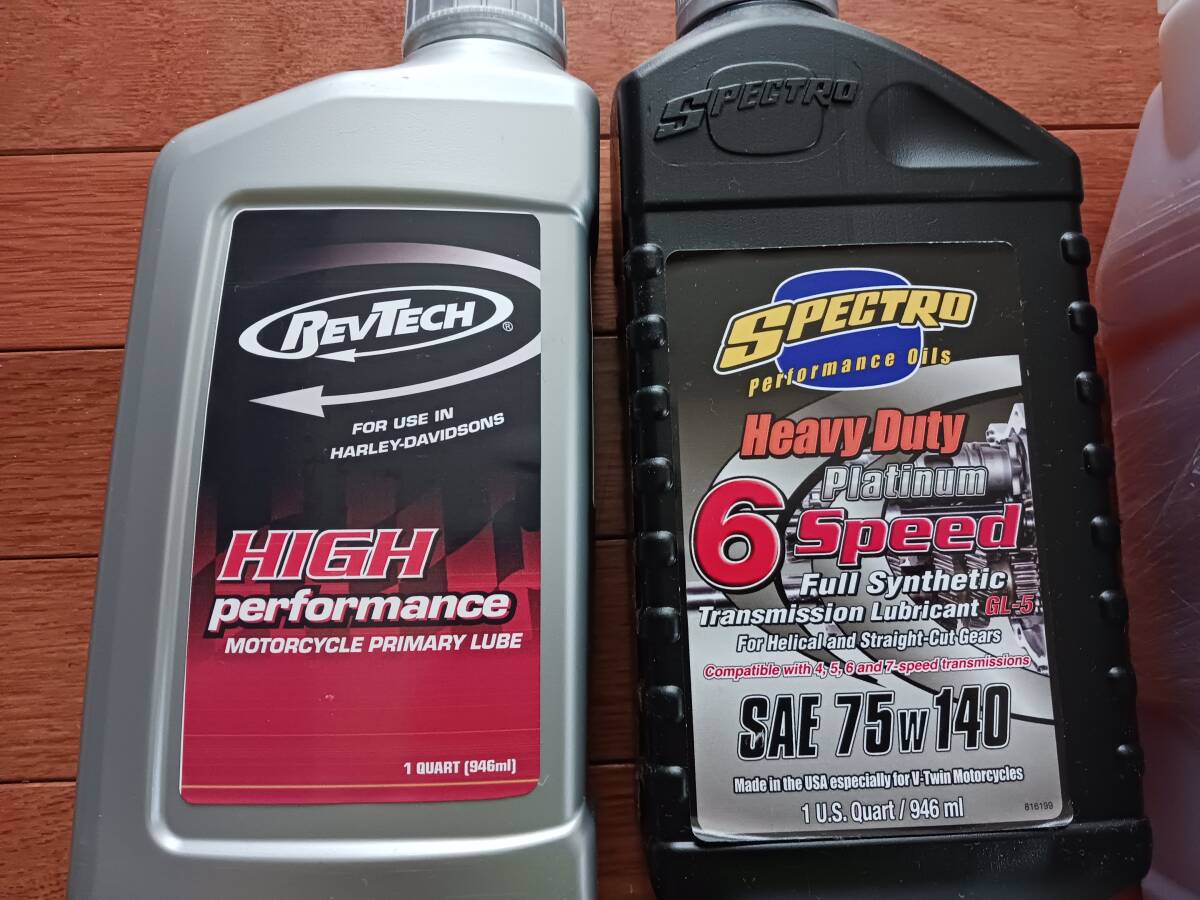 REVTECH®
FOR USE IN
HARLEY-DAVIDSONS
HIGH
performance
MOTORCYCLE PRIMARY LUBE
1 QUART (946ml)
SPECTRO
SPECTRO
Performance Oils
Heavy Duty
Platinum
6 Speed
Full Synthetic
Transmission Lubricant GL-5
For Helical and Straight-Cut Gears
Compatible with 4, 5, 6 and 7-speed transmissions
SAE 75W140
Made in the USA especially for V-Twin Motorcycles
1 U.S. Quart / 946 ml
816199